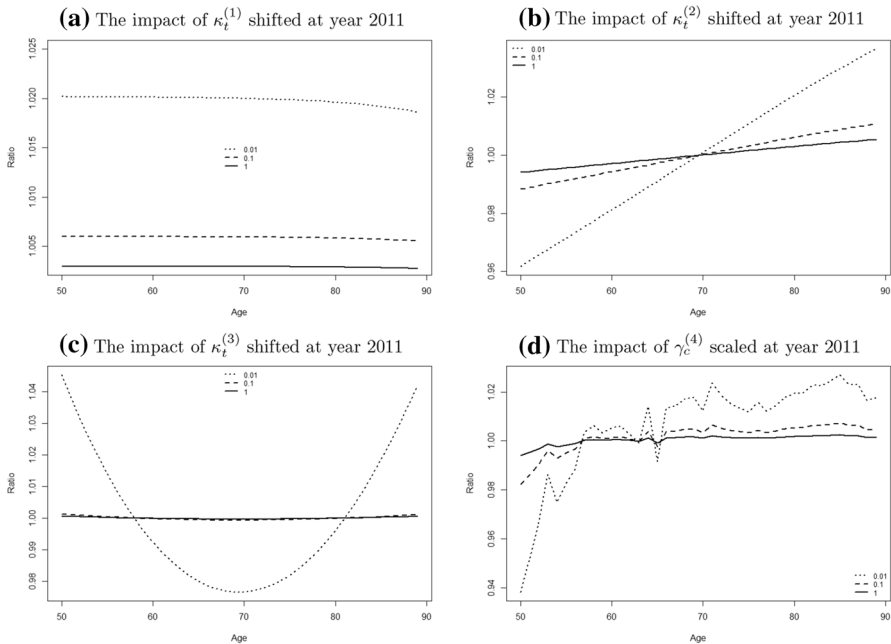 (a) The impact of κ_t^(1) shifted at year 2011
1.025
1.020
1.015
1.010
1.005
Ratio
0.01
0.1
1
50 60 70 80 90
Age
(b) The impact of κ_t^(2) shifted at year 2011
1.02
1.00
0.98
0.96
Ratio
0.01
0.1
1
50 60 70 80 90
Age
(c) The impact of κ_t^(3) shifted at year 2011
1.04
1.03
1.02
1.01
1.00
0.99
0.98
Ratio
0.01
0.1
1
50 60 70 80 90
Age
(d) The impact of γ_c^(4) scaled at year 2011
1.02
1.00
0.98
0.96
0.94
Ratio
0.01
0.1
1
50 60 70 80 90
Age